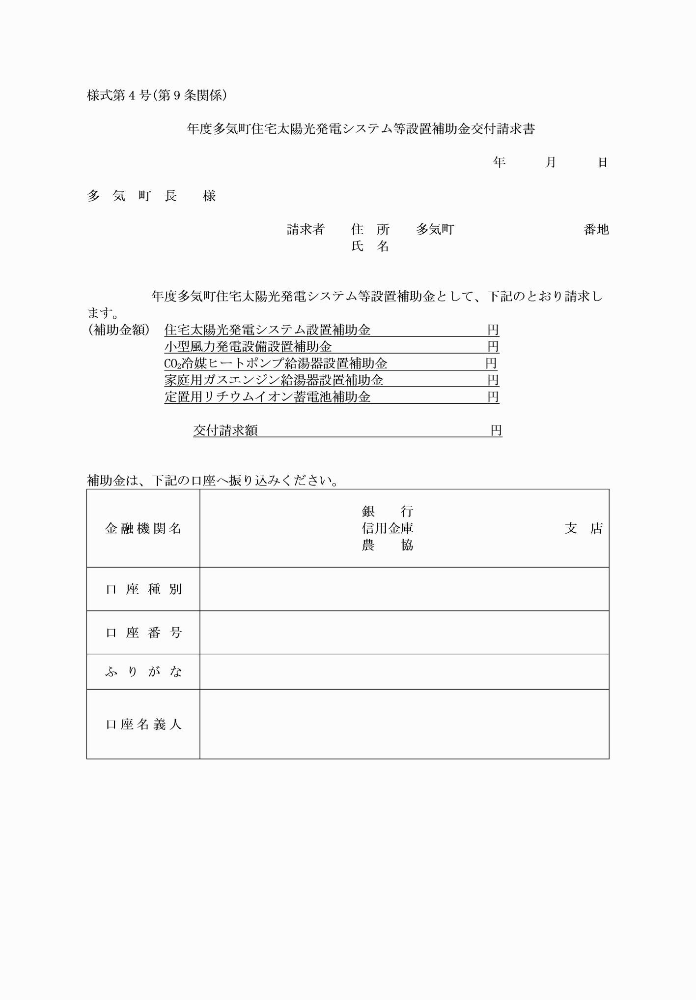 様式第4号(第9条関係)
年度多気町住宅太陽光発電システム等設置補助金交付請求書
年　　　月　　　日
多　気　町　長　　様
請求者　　住　所　　多気町　　　　　　　　　　番地
氏　名
年度多気町住宅太陽光発電システム等設置補助金として、下記のとおり請求し
ます。
(補助金額)　住宅太陽光発電システム設置補助金　　　　　　　　　円
小型風力発電設備設置補助金　　　　　　　　　　　　円
CO₂冷媒ヒートポンプ給湯器設置補助金　　　　　　　　円
家庭用ガスエンジン給湯器設置補助金　　　　　　　　円
定置用リチウムイオン蓄電池補助金　　　　　　　　　円
交付請求額　　　　　　　　　　　　　　　　　　円
補助金は、下記の口座へ振り込みください。
銀　　行
金融機関名　　信用金庫　　　　　　　　　　　　支　店
農　　協
口座種別
口座番号
ふりがな
口座名義人